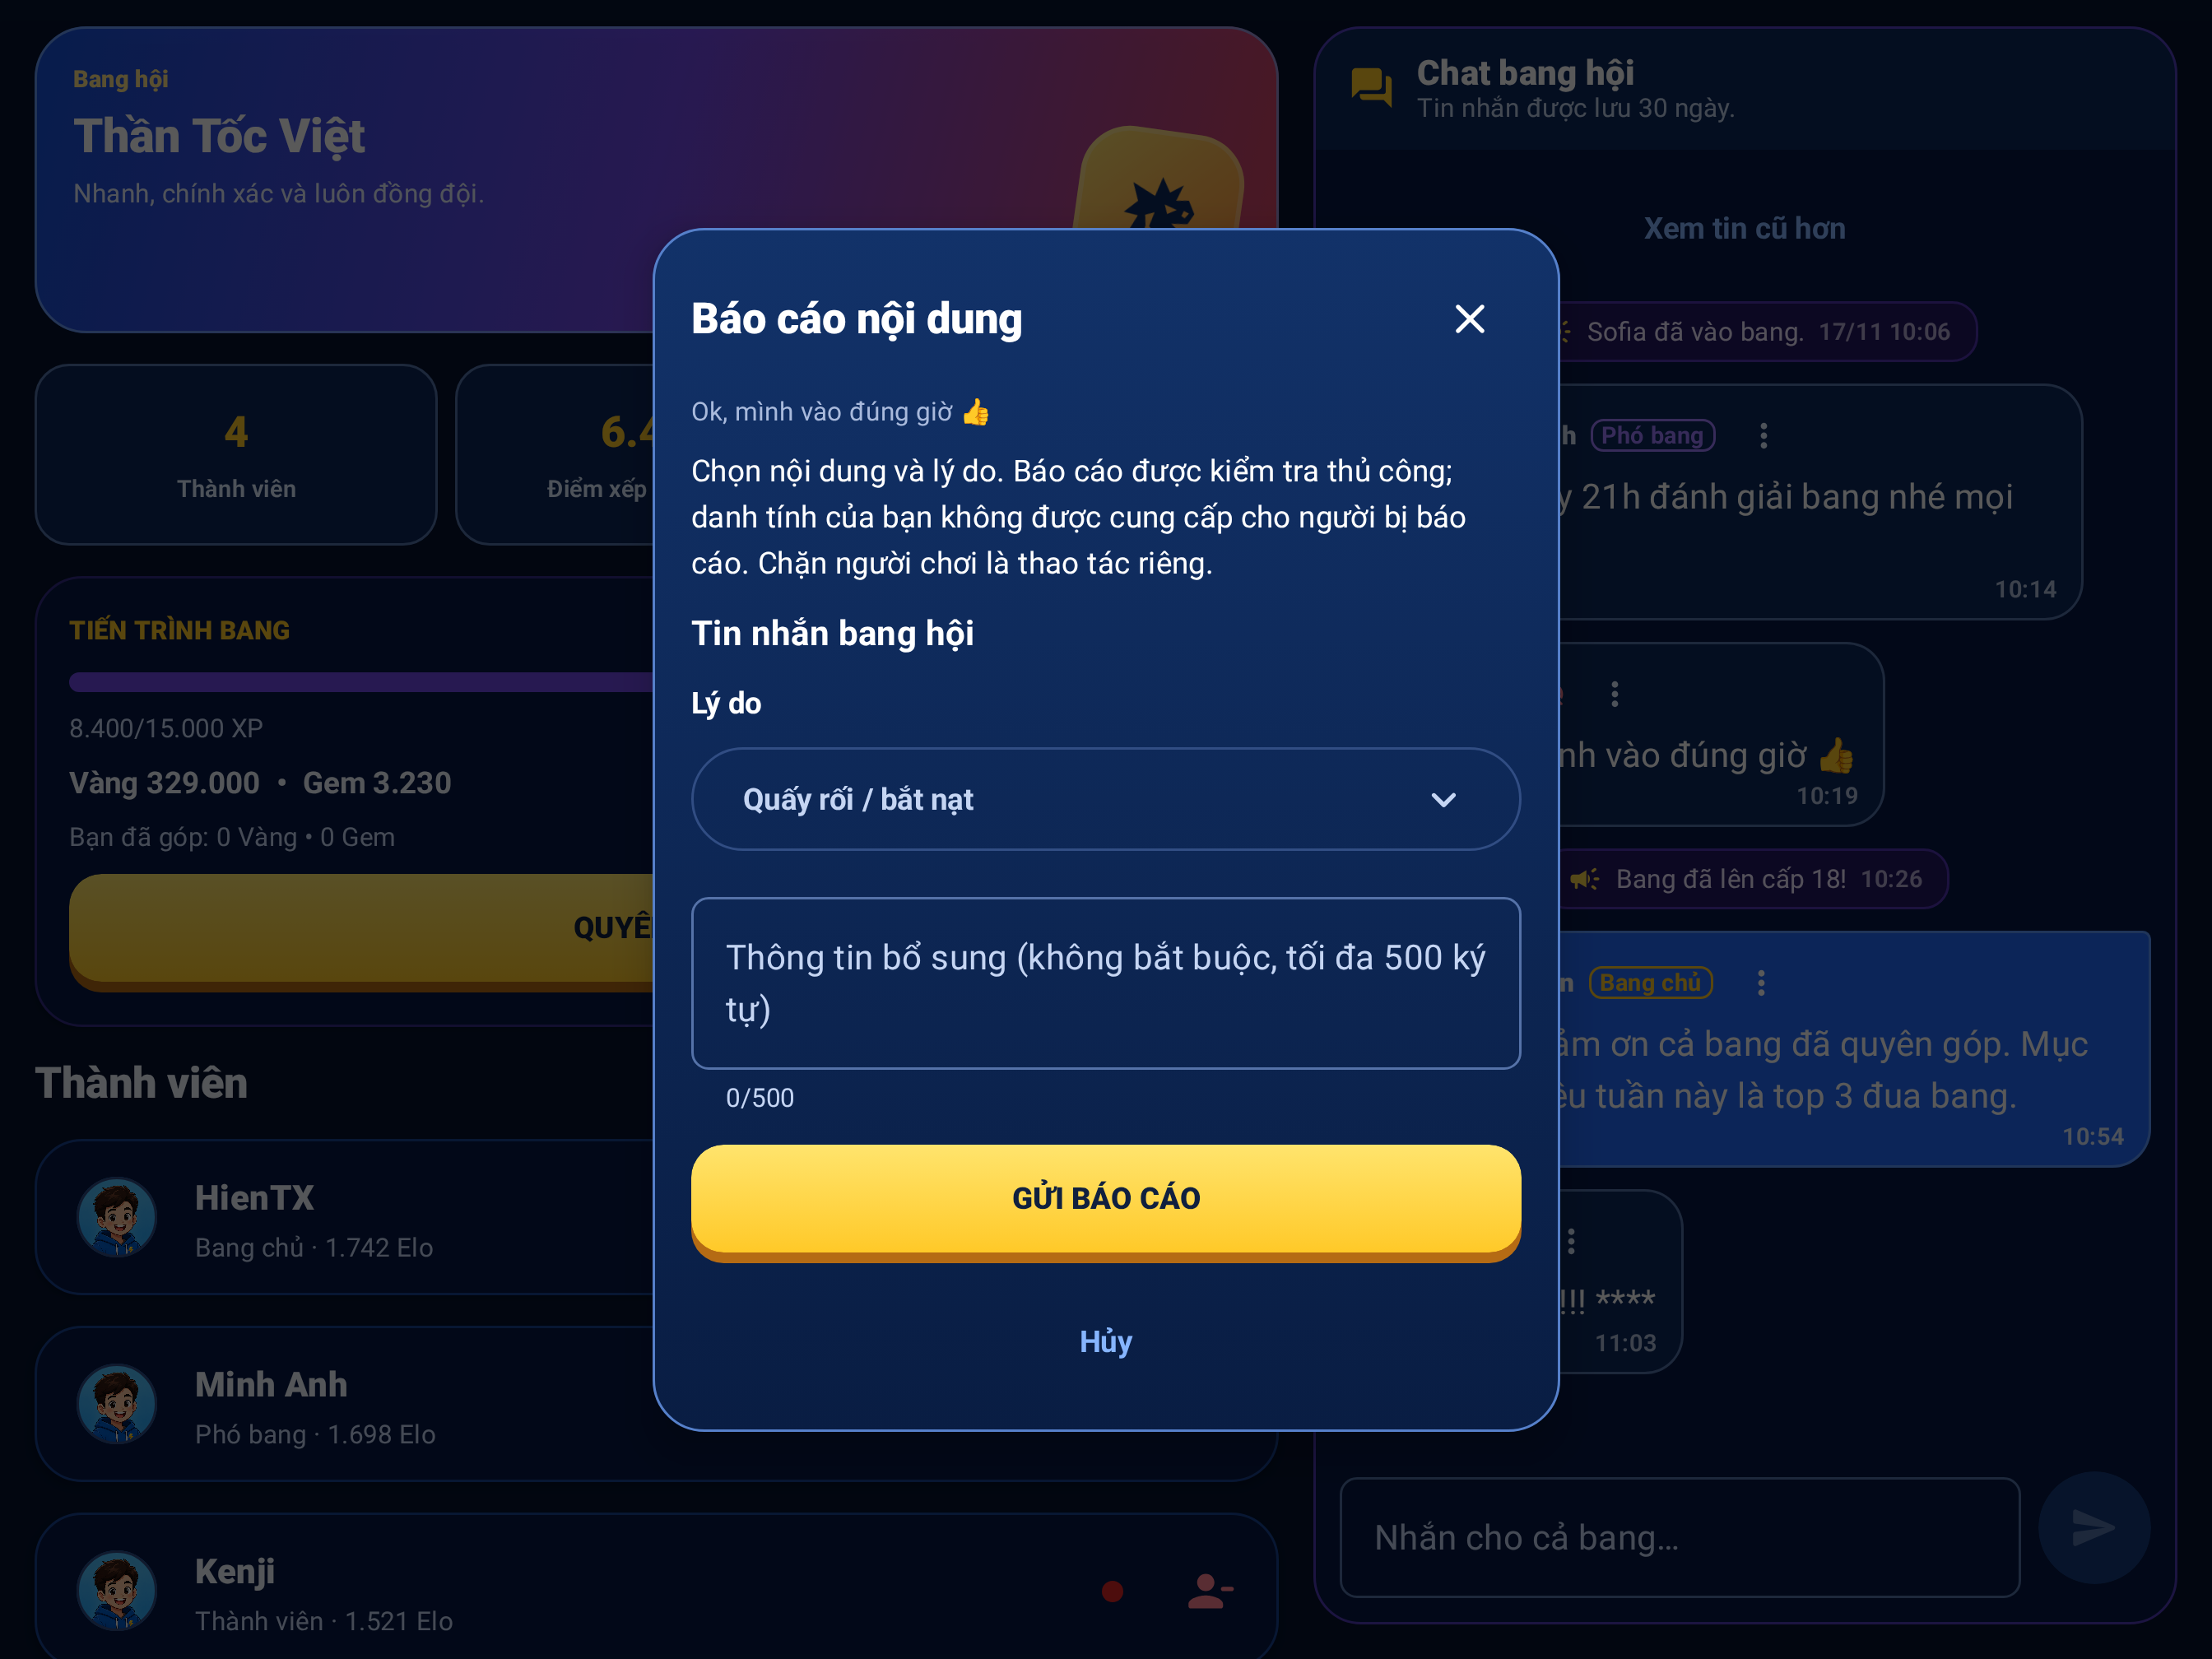 Bang hội
Thần Tốc Việt
Nhanh, chính xác và luôn đồng đội.
4
Thành viên
Điểm xếp
TIẾN TRÌNH BANG
8.400/15.000 XP
Vàng 329.000 • Gem 3.230
Bạn đã góp: 0 Vàng • 0 Gem
Thành viên
HienTX
Bang chủ · 1.742 Elo
Minh Anh
Phó bang · 1.698 Elo
Kenji
Thành viên · 1.521 Elo
Báo cáo nội dung
Ok, mình vào đúng giờ 👍
Chọn nội dung và lý do. Báo cáo được kiểm tra thủ công;
danh tính của bạn không được cung cấp cho người bị báo
cáo. Chặn người chơi là thao tác riêng.
Tin nhắn bang hội
Lý do
Quấy rối / bắt nạt
Thông tin bổ sung (không bắt buộc, tối đa 500 ký
tự)
0/500
GỬI BÁO CÁO
Hủy
Chat bang hội
Tin nhắn được lưu 30 ngày.
Xem tin cũ hơn
Sofia đã vào bang. 17/11 10:06
Phó bang
21h đánh giải bang nhé mọi
10:14
vào đúng giờ 👍
10:19
Bang đã lên cấp 18! 10:26
Bang chủ
ơn cả bang đã quyên góp. Mục
tuần này là top 3 đua bang.
10:54
!!! ****
11:03
Nhắn cho cả bang...